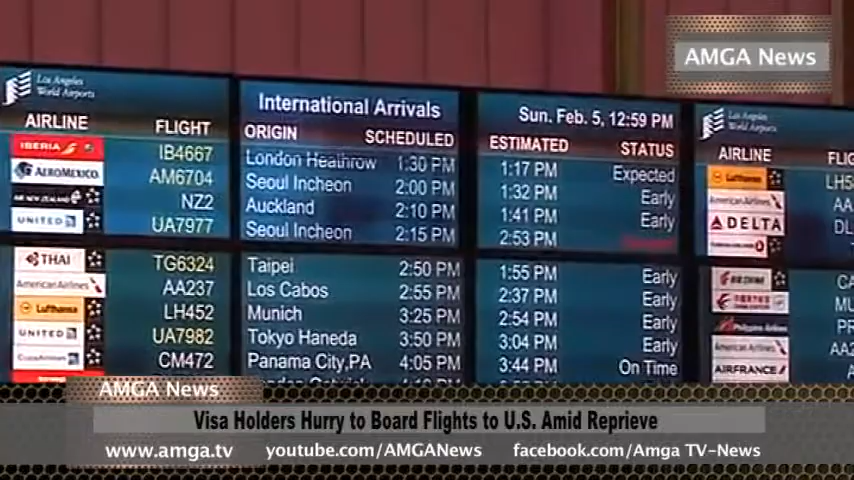 AMGA News
Los Angeles World Airports
International Arrivals
Sun. Feb. 5, 12:59 PM
Los Angeles World Airports
AIRLINE FLIGHT ORIGIN SCHEDULED ESTIMATED STATUS AIRLINE
IBERIA IB4667 London Heathrow 1:30 PM 1:17 PM Expected Lufthansa
AEROMEXICO AM6704 Seoul Incheon 2:00 PM 1:32 PM Early American Airlines
AIR NEW ZEALAND NZ2 Auckland 2:10 PM 1:41 PM Early DELTA
UNITED UA7977 Seoul Incheon 2:15 PM 2:53 PM
THAI TG6324 Taipei 2:50 PM 1:55 PM Early
American Airlines AA237 Los Cabos 2:55 PM 2:37 PM Early
Lufthansa LH452 Munich 3:25 PM 2:54 PM Early Philippine Airlines
UNITED UA7982 Tokyo Haneda 3:50 PM 3:04 PM Early American Airlines
CopaAirlines CM472 Panama City,PA 4:05 PM 3:44 PM On Time AIRFRANCE
AMGA News
Visa Holders Hurry to Board Flights to U.S. Amid Reprieve
www.amga.tv youtube.com/AMGANews facebook.com/Amga TV-News